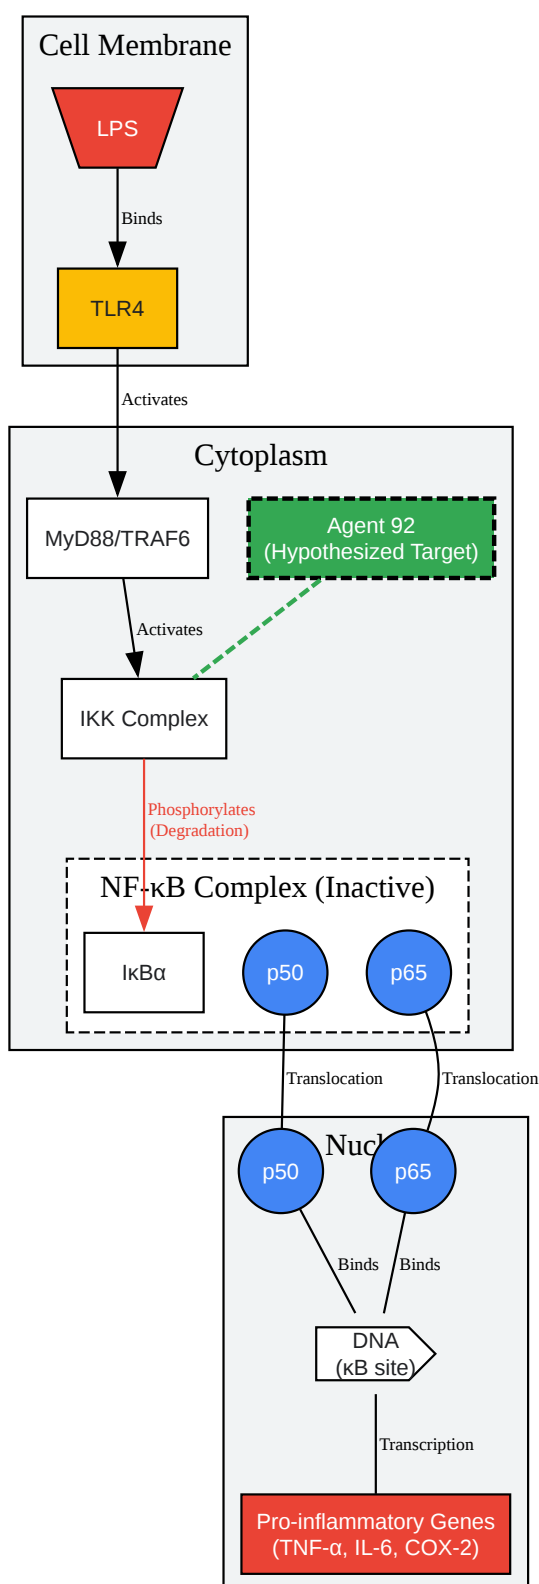 Cell Membrane
LPS
Binds
TLR4
Activates
Cytoplasm
MyD88/TRAF6
Agent 92
(Hypothesized Target)
Activates
IKK Complex
Phosphorylates
(Degradation)
NF-κB Complex (Inactive)
IκBα
p50
p65
Translocation
Translocation
Nucl
p50
p65
Binds
Binds
DNA
(κB site)
Transcription
Pro-inflammatory Genes
(TNF-α, IL-6, COX-2)